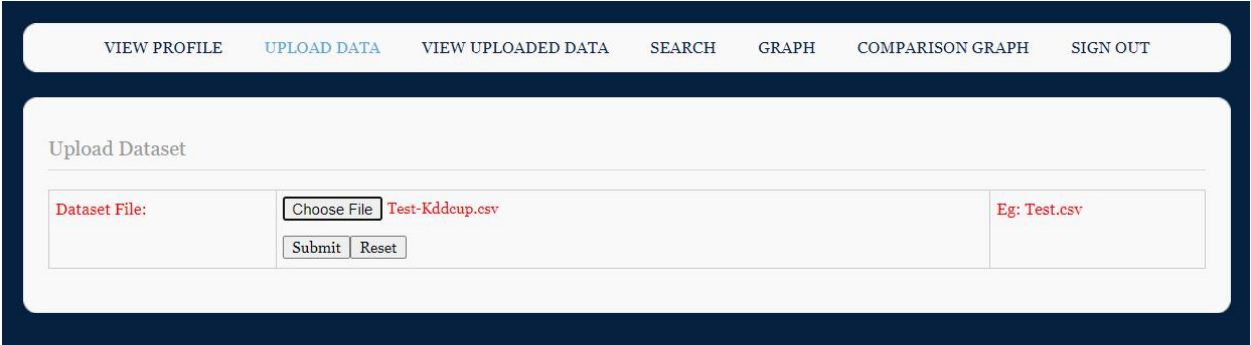 VIEW PROFILE UPLOAD DATA VIEW UPLOADED DATA SEARCH GRAPH COMPARISON GRAPH SIGN OUT
Upload Dataset
Dataset File: Choose File Test-Kddcup.csv Eg: Test.csv
Submit Reset